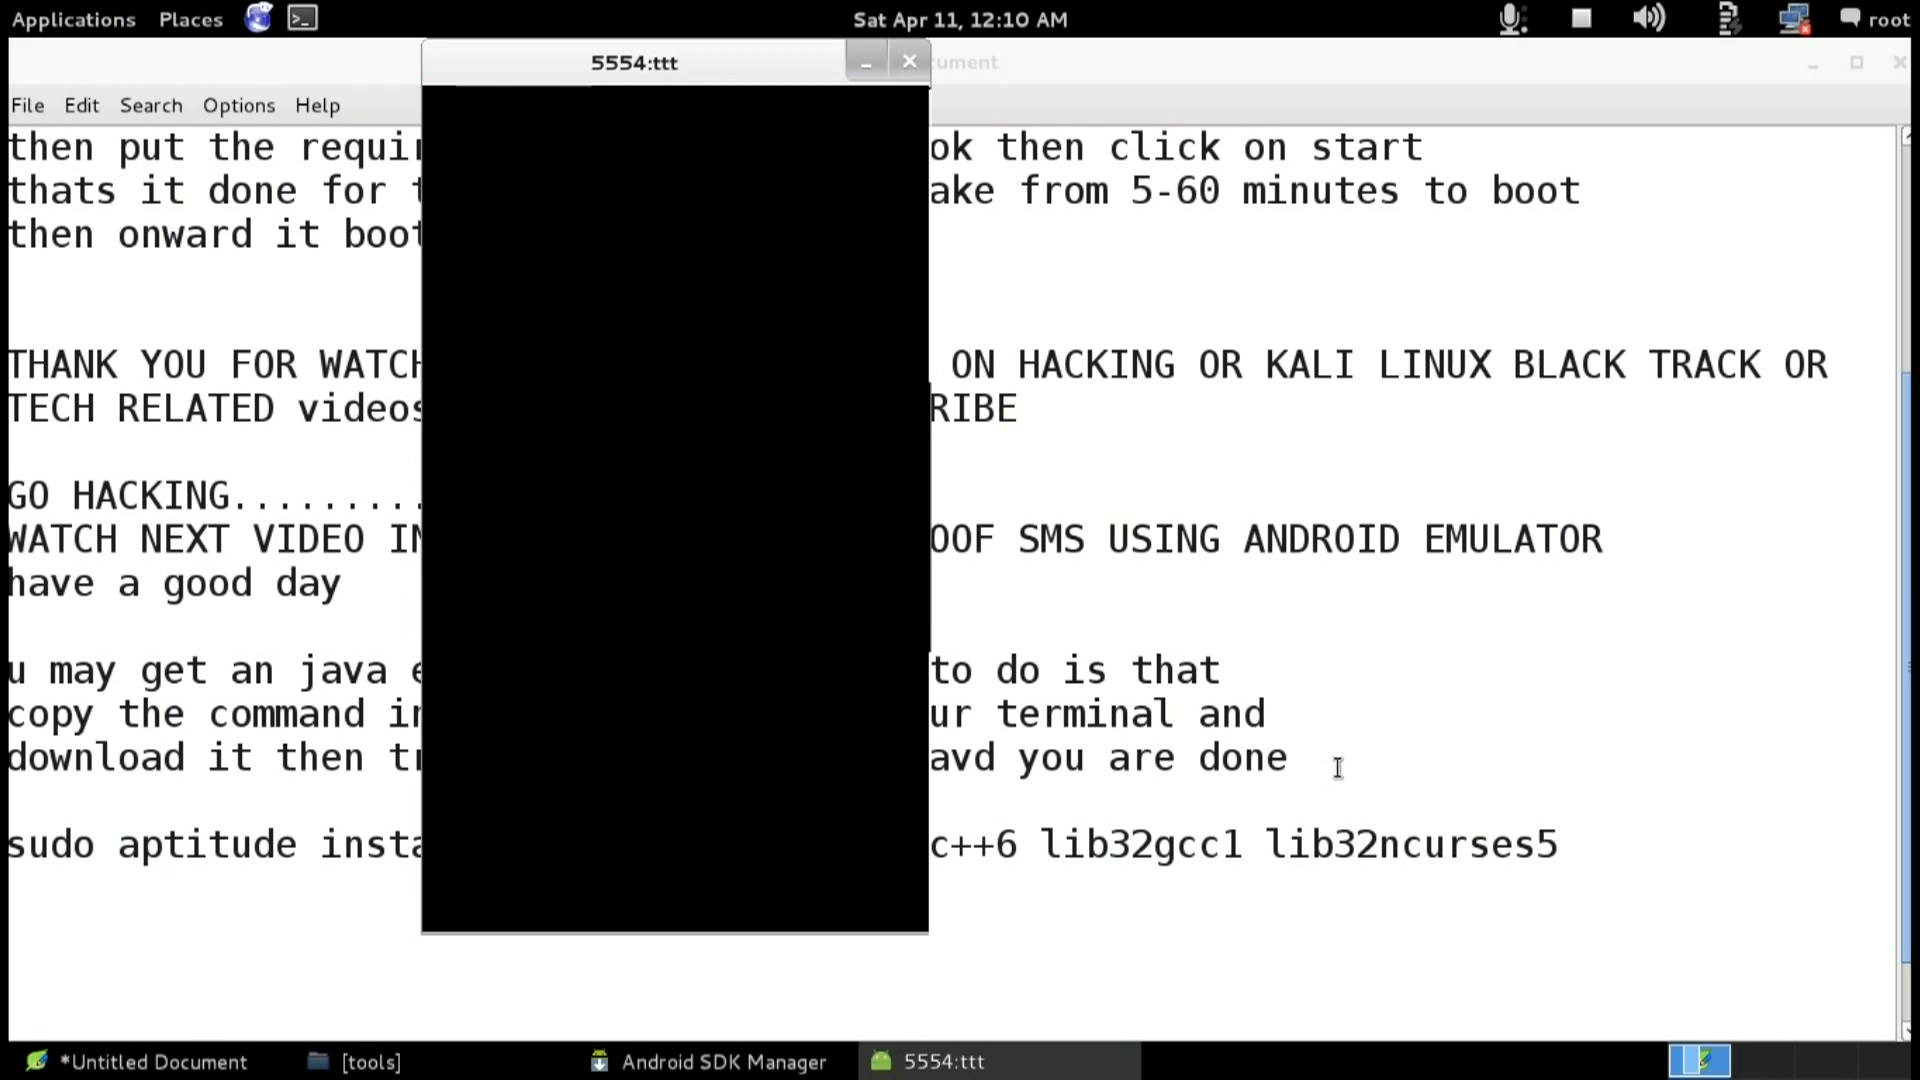 Applications Places Sat Apr 11, 12:10 AM root
5554:ttt
cument
File Edit Search Options Help
then put the requir ok then click on start
thats it done for t ake from 5-60 minutes to boot
then onward it boot
THANK YOU FOR WATCH ON HACKING OR KALI LINUX BLACK TRACK OR
TECH RELATED videos RIBE
GO HACKING.........
WATCH NEXT VIDEO IN OOF SMS USING ANDROID EMULATOR
have a good day
u may get an java e to do is that
copy the command in ur terminal and
download it then tr avd you are done
sudo aptitude insta c++6 lib32gcc1 lib32ncurses5
*Untitled Document [tools] Android SDK Manager 5554:ttt